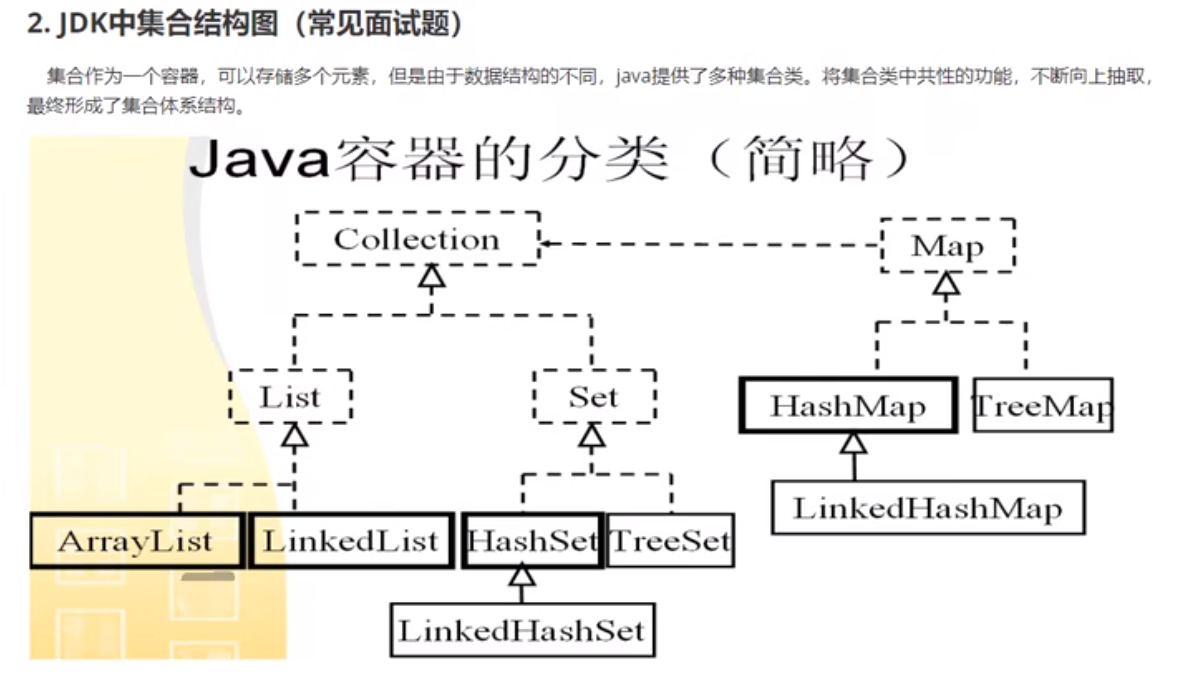 2. JDK中集合结构图（常见面试题）
集合作为一个容器，可以存储多个元素，但是由于数据结构的不同，java提供了多种集合类。将集合类中共性的功能，不断向上抽取，
最终形成了集合体系结构。
Java容器的分类（简略）
Collection
Map
List
Set
HashMap
TreeMap
LinkedHashMap
ArrayList
LinkedList
HashSet
TreeSet
LinkedHashSet